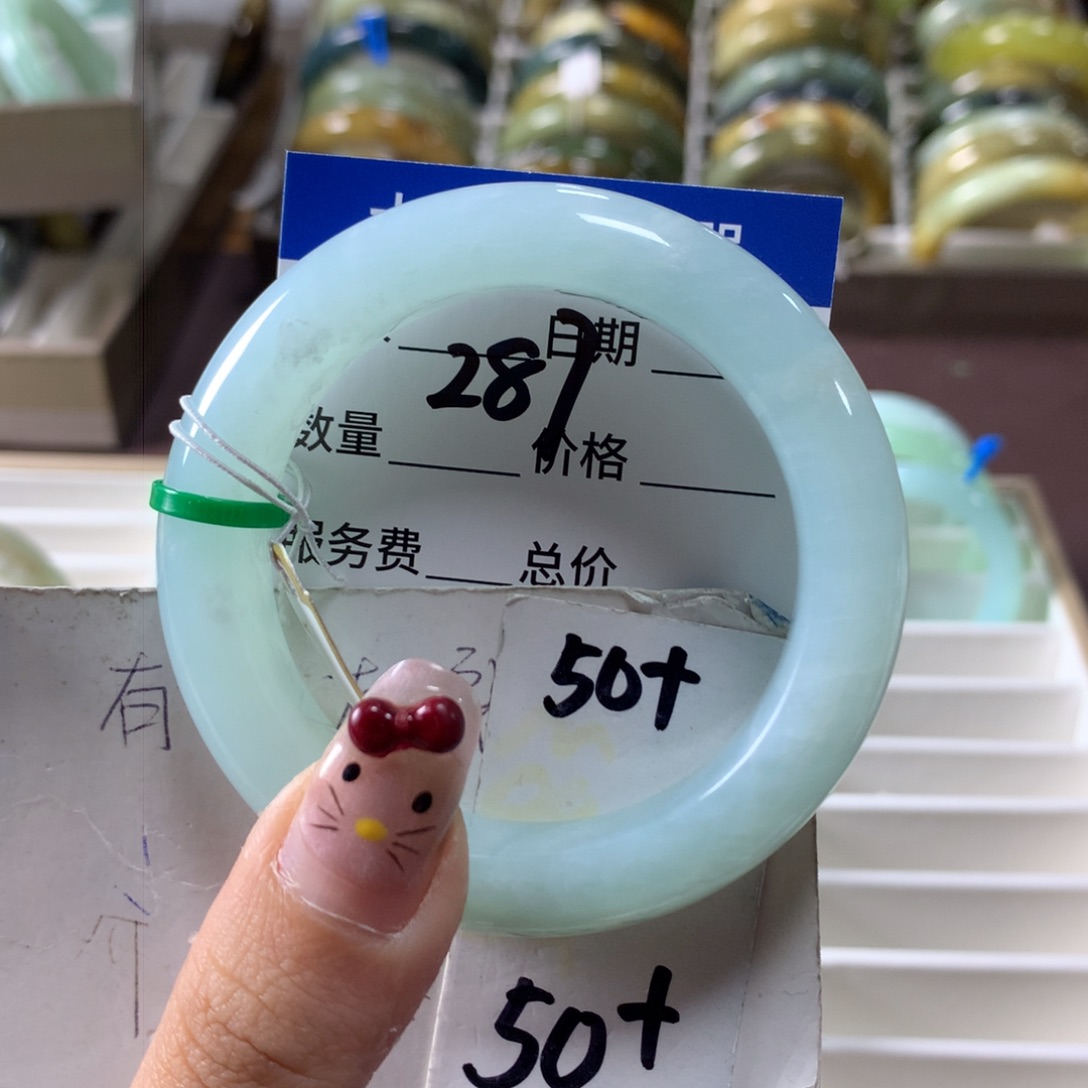 日期
287
数量 价格
服务费 总价
50+
有
50+